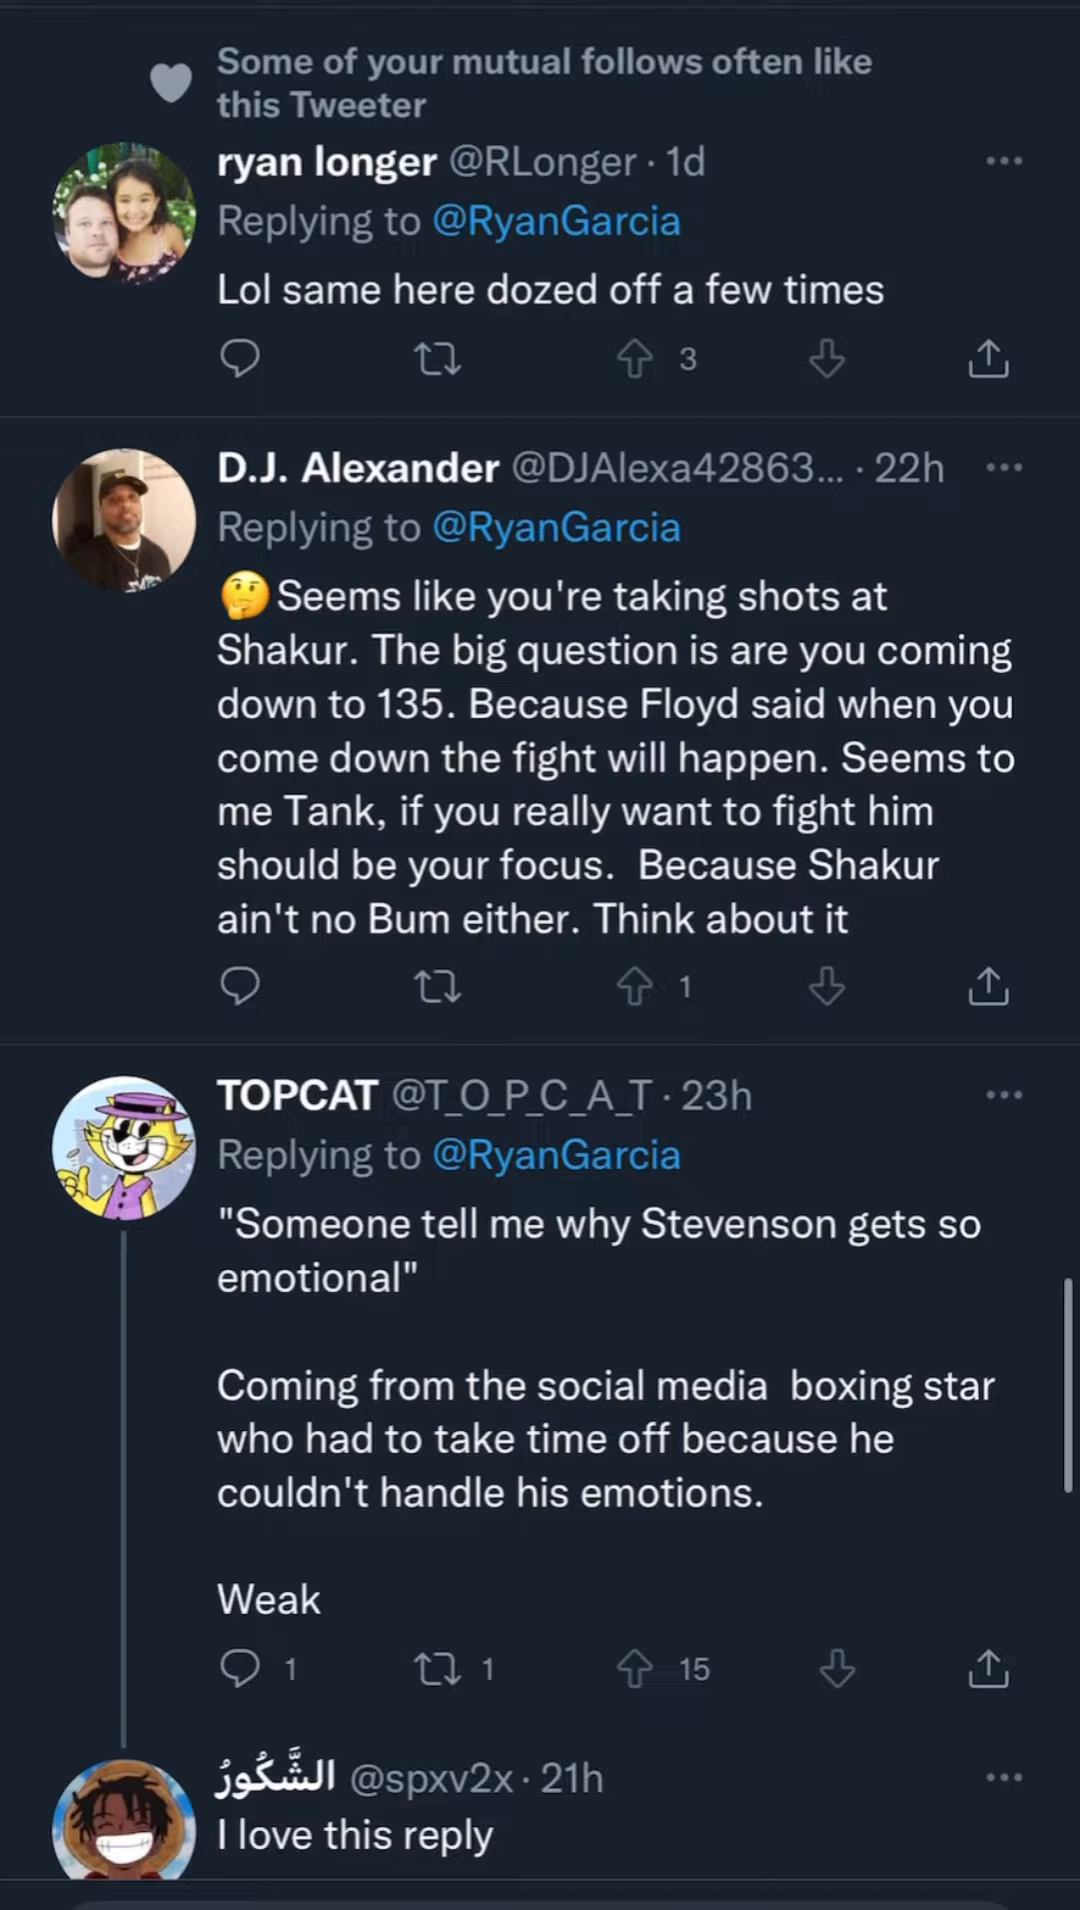 Some of your mutual follows often like
this Tweeter
ryan longer @RLonger · 1d
Replying to @RyanGarcia
Lol same here dozed off a few times
3
D.J. Alexander @DJAlexa42863... · 22h
Replying to @RyanGarcia
🤔Seems like you're taking shots at
Shakur. The big question is are you coming
down to 135. Because Floyd said when you
come down the fight will happen. Seems to
me Tank, if you really want to fight him
should be your focus.  Because Shakur
ain't no Bum either. Think about it
1
TOPCAT @T_O_P_C_A_T · 23h
Replying to @RyanGarcia
"Someone tell me why Stevenson gets so
emotional"
Coming from the social media  boxing star
who had to take time off because he
couldn't handle his emotions.
Weak
1 1 15
الشَّكُورُ @spxv2x · 21h
I love this reply